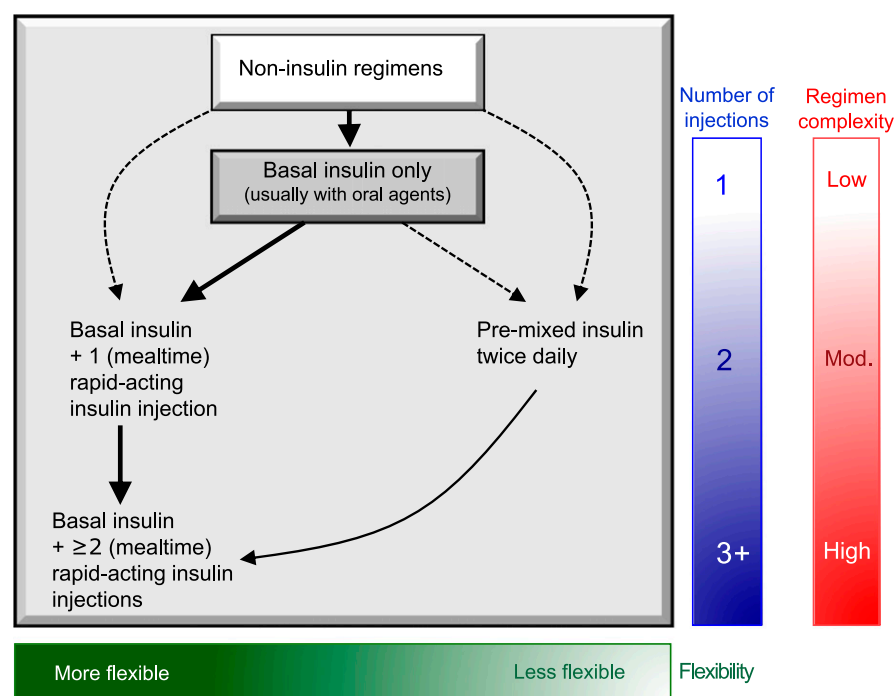 Non-insulin regimens
Basal insulin only
(usually with oral agents)
Basal insulin
+ 1 (mealtime)
rapid-acting
insulin injection
Pre-mixed insulin
twice daily
Basal insulin
+ ≥2 (mealtime)
rapid-acting insulin
injections
Number of
injections
1
2
3+
Regimen
complexity
Low
Mod.
High
More flexible
Less flexible
Flexibility